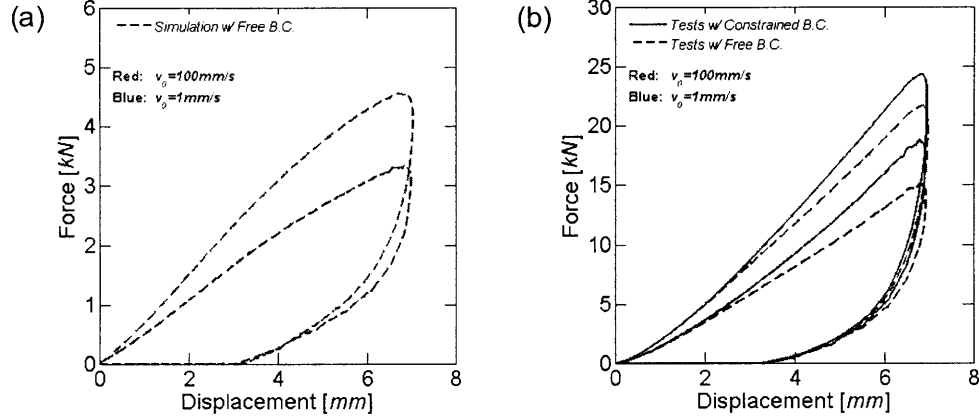 (a)
Simulation w/ Free B.C.
Red: v₀=100mm/s
Blue: v₀=1mm/s
Force [kN]
6
5
4
3
2
1
0
0 2 4 6 8
Displacement [mm]
(b)
Tests w/ Constrained B.C.
Tests w/ Free B.C.
Red: v₀=100mm/s
Blue: v₀=1mm/s
Force [kN]
30
25
20
15
10
5
0
0 2 4 6 8
Displacement [mm]